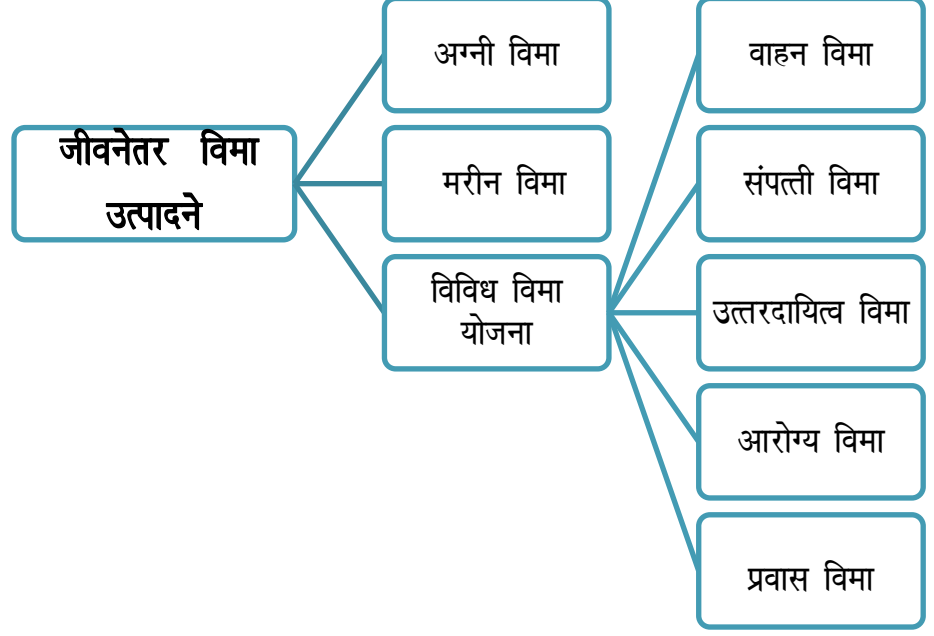 जीवनेतर विमा
उत्पादने
अग्नी विमा
मरीन विमा
विविध विमा
योजना
वाहन विमा
संपत्ती विमा
उत्तरदायित्व विमा
आरोग्य विमा
प्रवास विमा